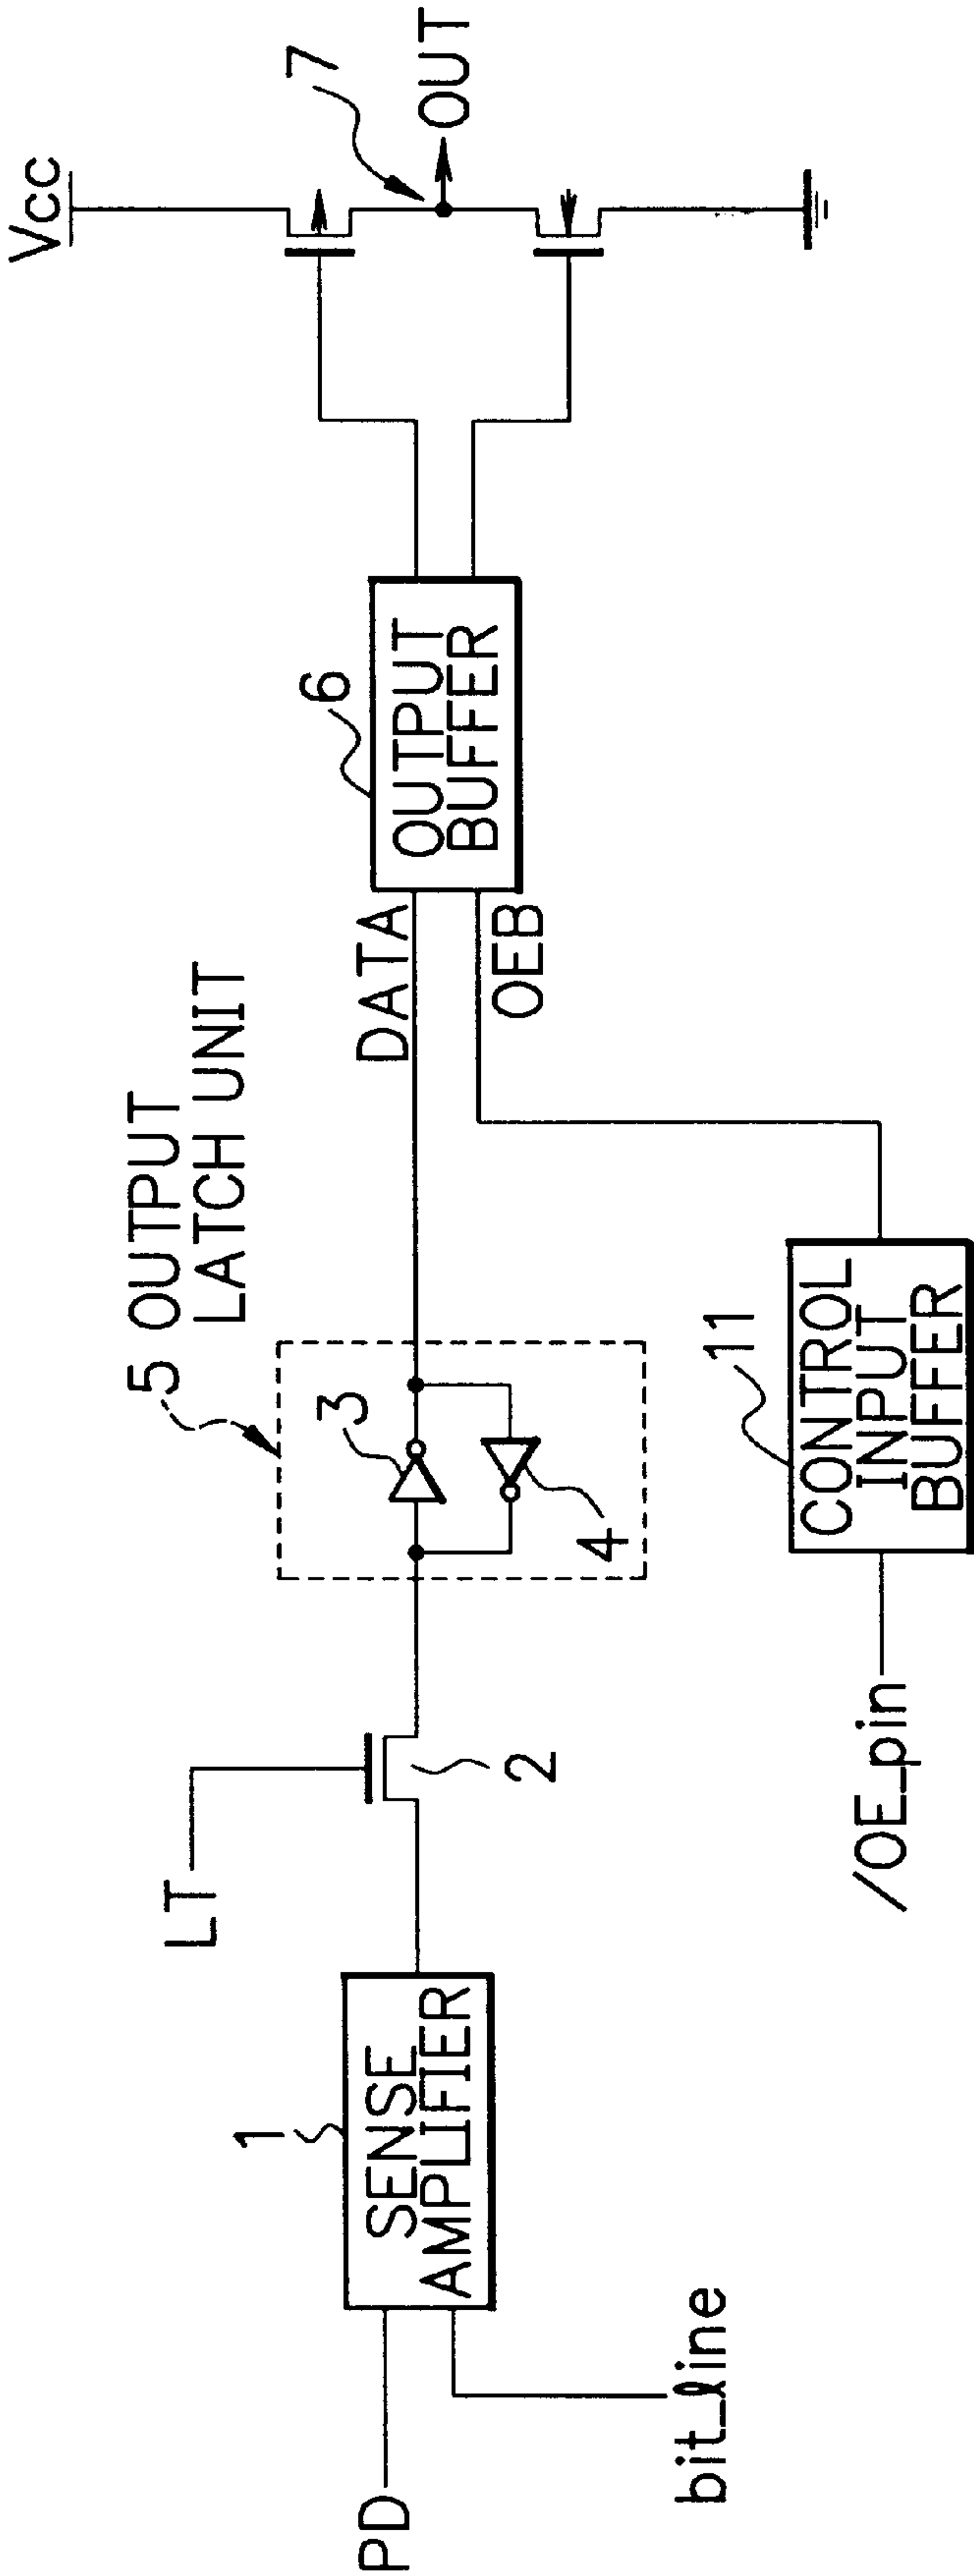 Vcc
7
OUT
6
OUTPUT
BUFFER
DATA
OEB
5 OUTPUT
LATCH UNIT
3
4
11
CONTROL
INPUT
BUFFER
/OE_pin
LT
2
1
SENSE
AMPLIFIER
PD
bit_line